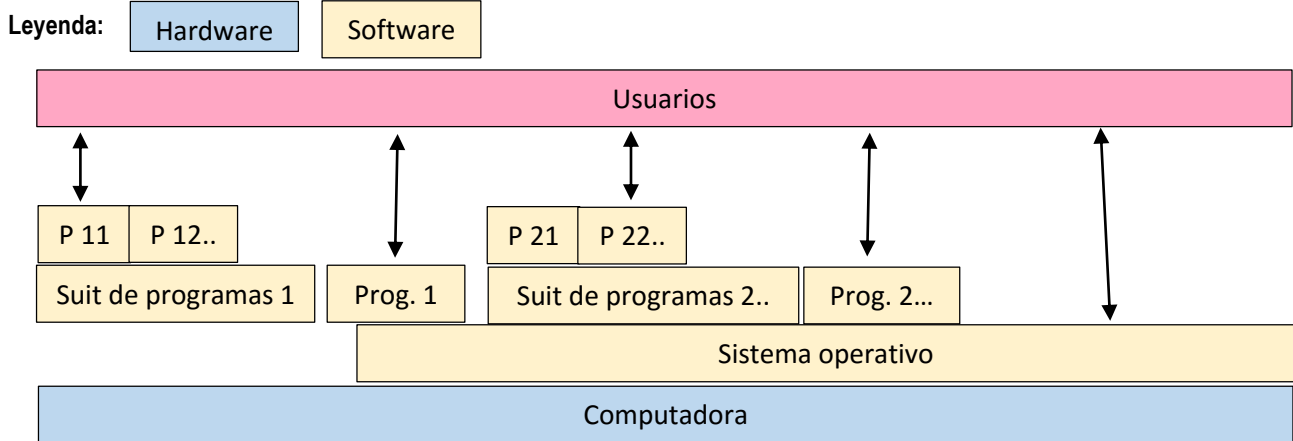 Leyenda: Hardware Software
Usuarios
P 11 P 12.. P 21 P 22..
Suit de programas 1 Prog. 1 Suit de programas 2.. Prog. 2...
Sistema operativo
Computadora